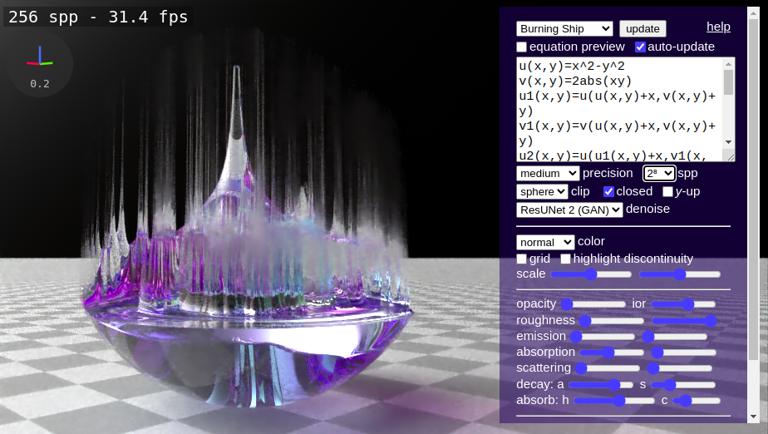 256 spp - 31.4 fps
0.2
Burning Ship update help
equation preview auto-update
u(x,y)=x^2-y^2
v(x,y)=2abs(xy)
u1(x,y)=u(u(x,y)+x,v(x,y)+
y)
v1(x,y)=v(u(x,y)+x,v(x,y)+
y)
u2(x,y)=u(u1(x,y)+x,v1(x,
medium precision 2⁸ spp
sphere clip closed y-up
ResUNet 2 (GAN) denoise
normal color
grid highlight discontinuity
scale
opacity ior
roughness
emission
absorption
scattering
decay: a s
absorb: h c